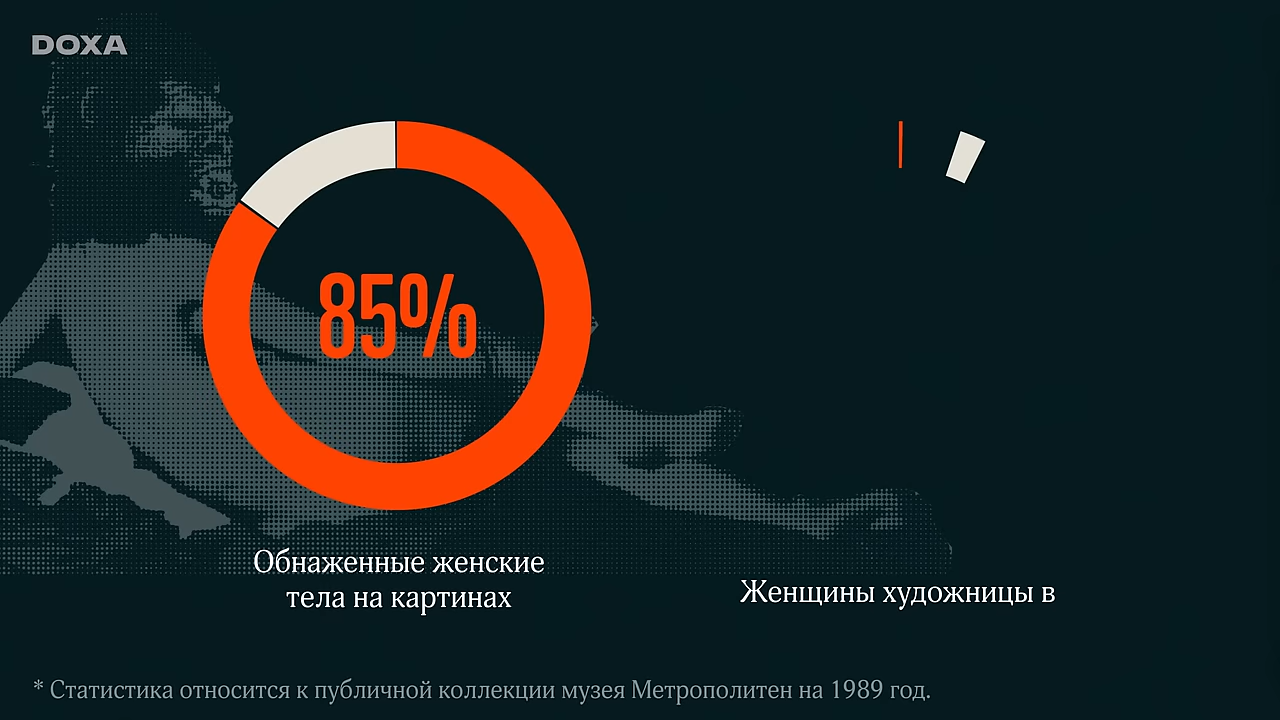 DOXA
85%
Обнаженные женские
тела на картинах
Женщины художницы в
* Статистика относится к публичной коллекции музея Метрополитен на 1989 год.